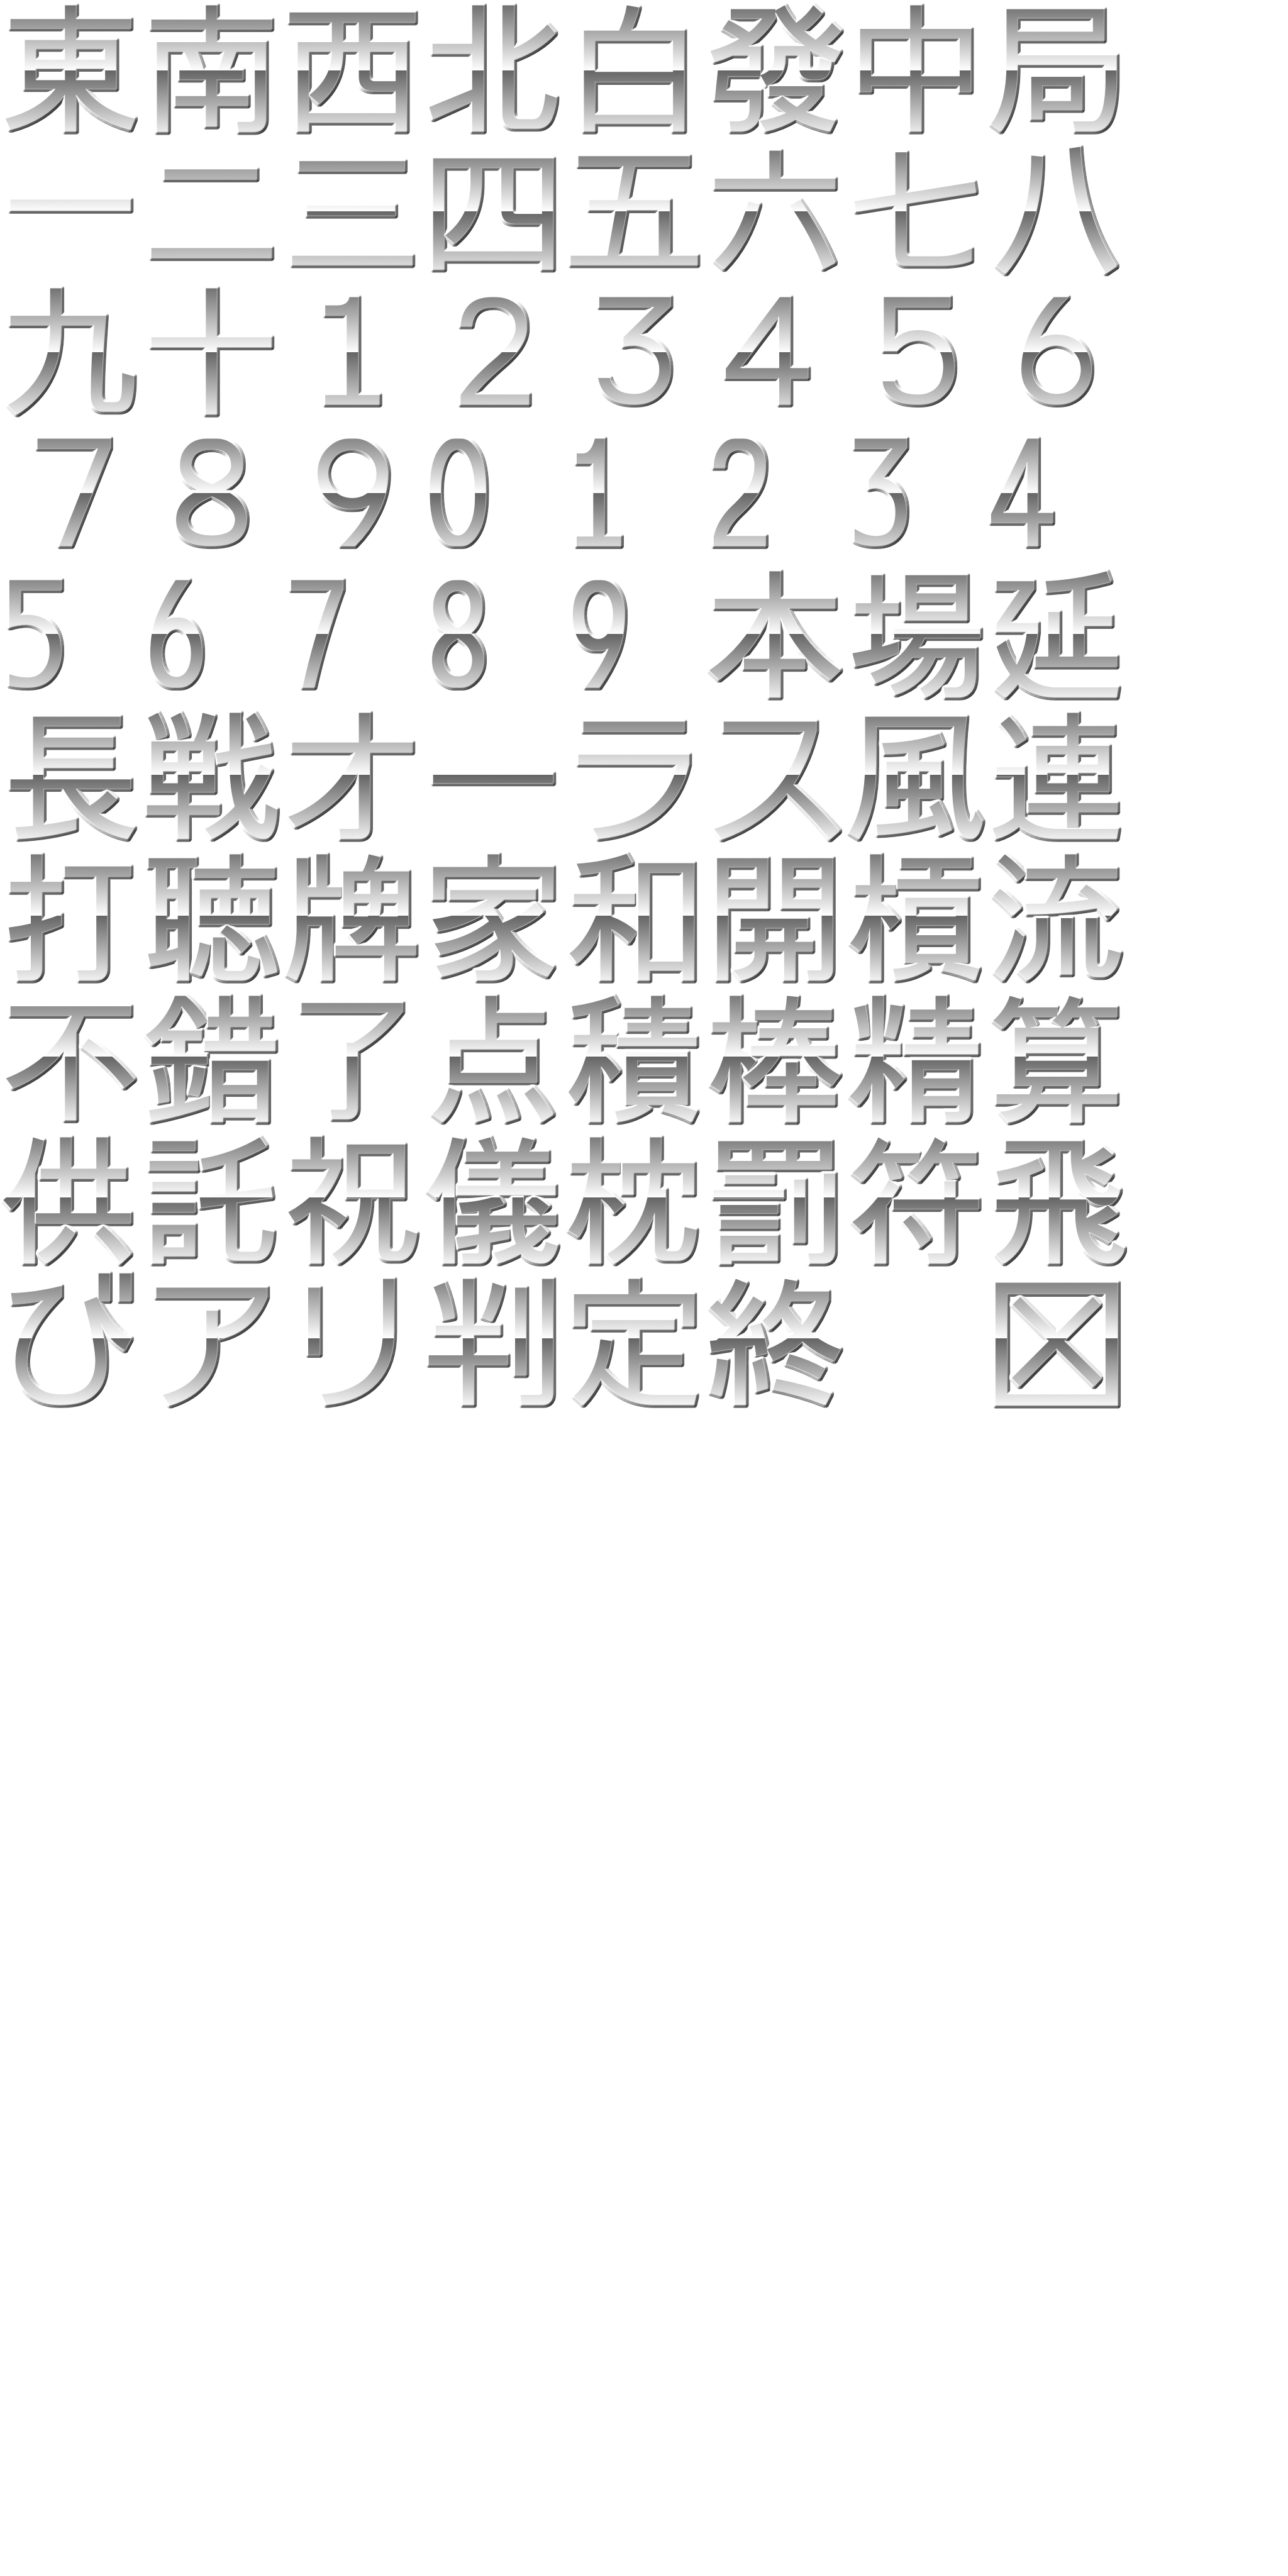 東南西北白發中局
一二三四五六七八
九十１２３４５６
７８９01234
56789本場延
長戦オーラス風連
打聴牌家和開槓流
不錯了点積棒精算
供託祝儀枕罰符飛
びアリ判定終　〼